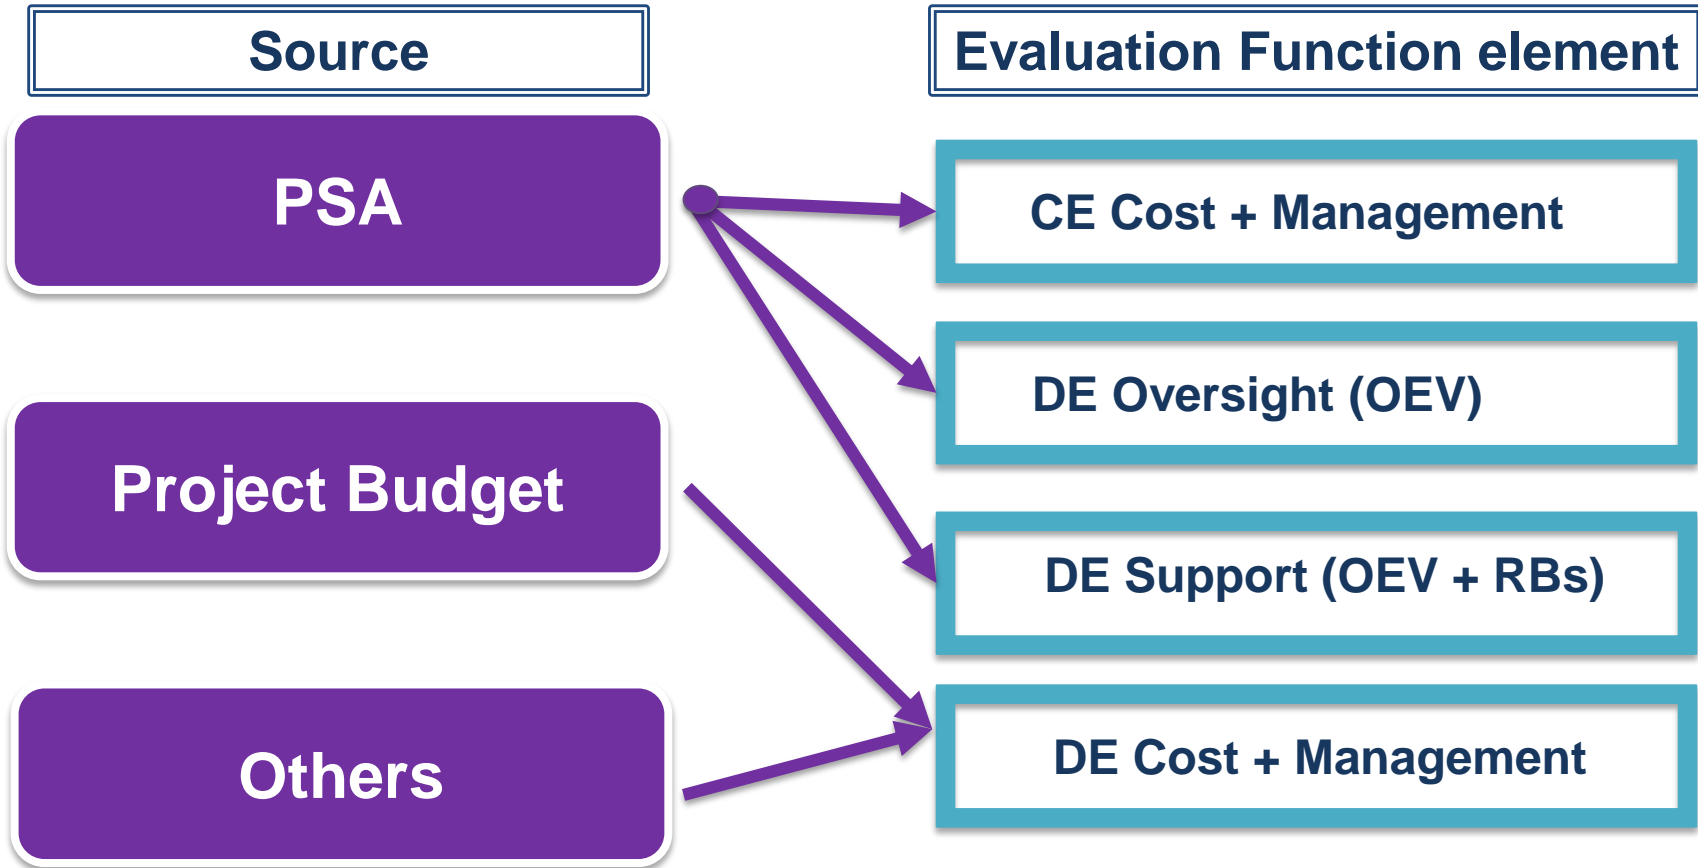 Source
Evaluation Function element
PSA
CE Cost + Management
DE Oversight (OEV)
Project Budget
DE Support (OEV + RBs)
Others
DE Cost + Management